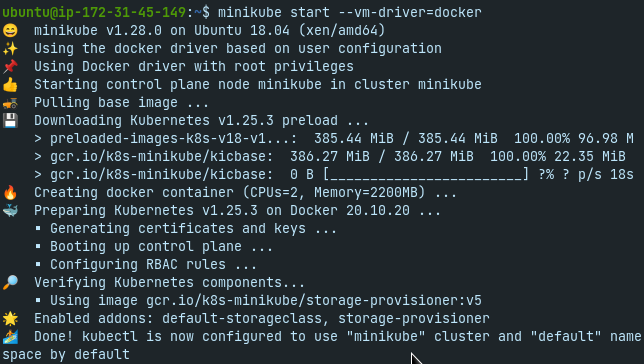 ubuntu@ip-172-31-45-149:~$ minikube start --vm-driver=docker
😄 minikube v1.28.0 on Ubuntu 18.04 (xen/amd64)
✨ Using the docker driver based on user configuration
📌 Using Docker driver with root privileges
👍 Starting control plane node minikube in cluster minikube
🚜 Pulling base image ...
💾 Downloading Kubernetes v1.25.3 preload ...
> preloaded-images-k8s-v18-v1...: 385.44 MiB / 385.44 MiB 100.00% 96.98 M
> gcr.io/k8s-minikube/kicbase: 386.27 MiB / 386.27 MiB 100.00% 22.35 MiB
> gcr.io/k8s-minikube/kicbase: 0 B [________________________] ?% ? p/s 18s
🔥 Creating docker container (CPUs=2, Memory=2200MB) ...
🐳 Preparing Kubernetes v1.25.3 on Docker 20.10.20 ...
▪ Generating certificates and keys ...
▪ Booting up control plane ...
▪ Configuring RBAC rules ...
🔎 Verifying Kubernetes components...
▪ Using image gcr.io/k8s-minikube/storage-provisioner:v5
🌟 Enabled addons: default-storageclass, storage-provisioner
🏄 Done! kubectl is now configured to use "minikube" cluster and "default" name
space by default